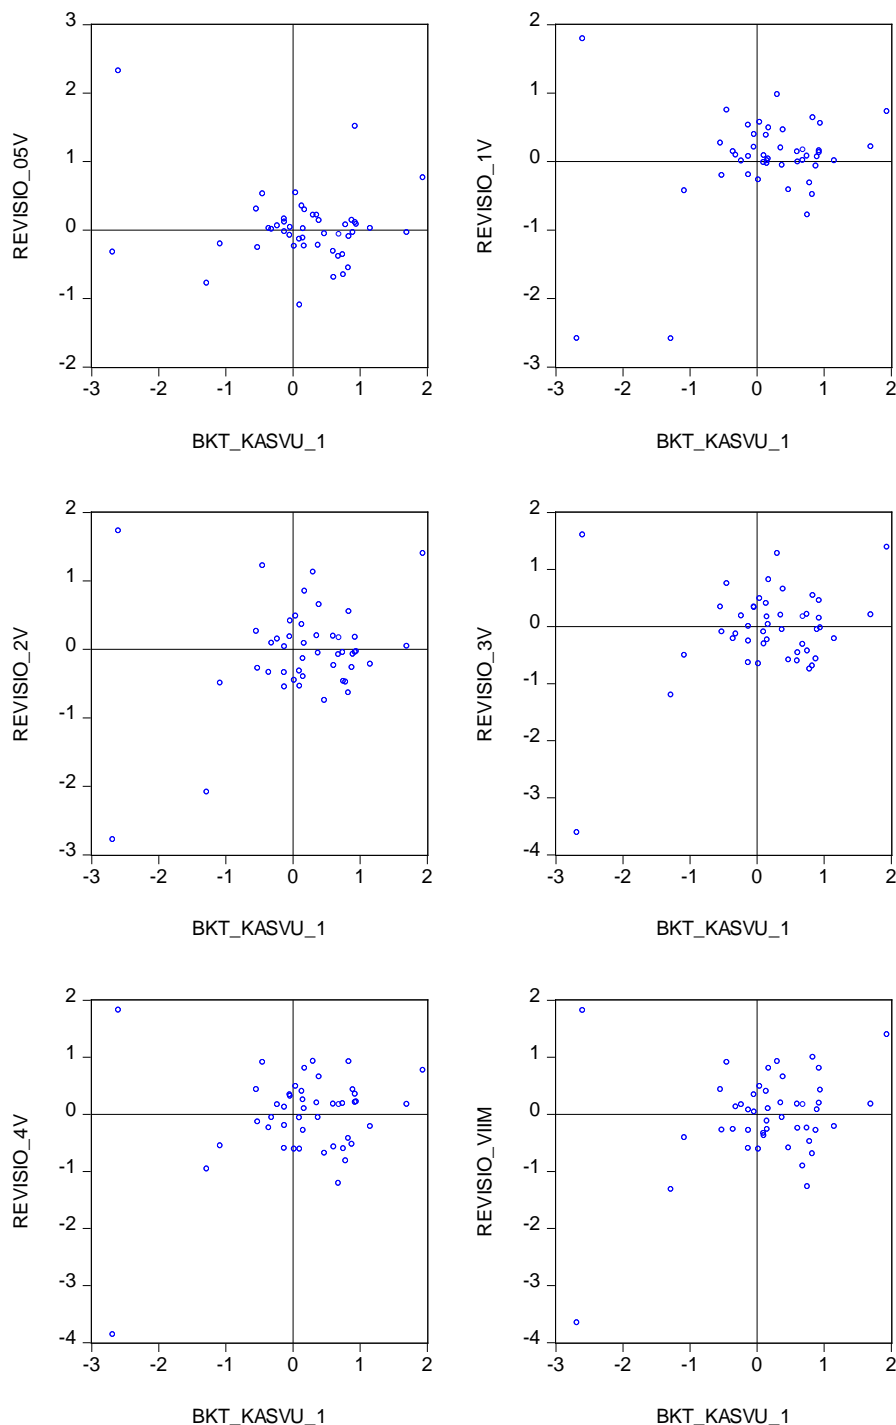 3
2
1
0
-1
-2
-3 -2 -1 0 1 2
BKT_KASVU_1
REVISIO_05V
2
1
0
-1
-2
-3
-3 -2 -1 0 1 2
BKT_KASVU_1
REVISIO_1V
2
1
0
-1
-2
-3
-3 -2 -1 0 1 2
BKT_KASVU_1
REVISIO_2V
2
1
0
-1
-2
-3
-4
-3 -2 -1 0 1 2
BKT_KASVU_1
REVISIO_3V
2
1
0
-1
-2
-3
-4
-3 -2 -1 0 1 2
BKT_KASVU_1
REVISIO_4V
2
1
0
-1
-2
-3
-4
-3 -2 -1 0 1 2
BKT_KASVU_1
REVISIO_VIIM